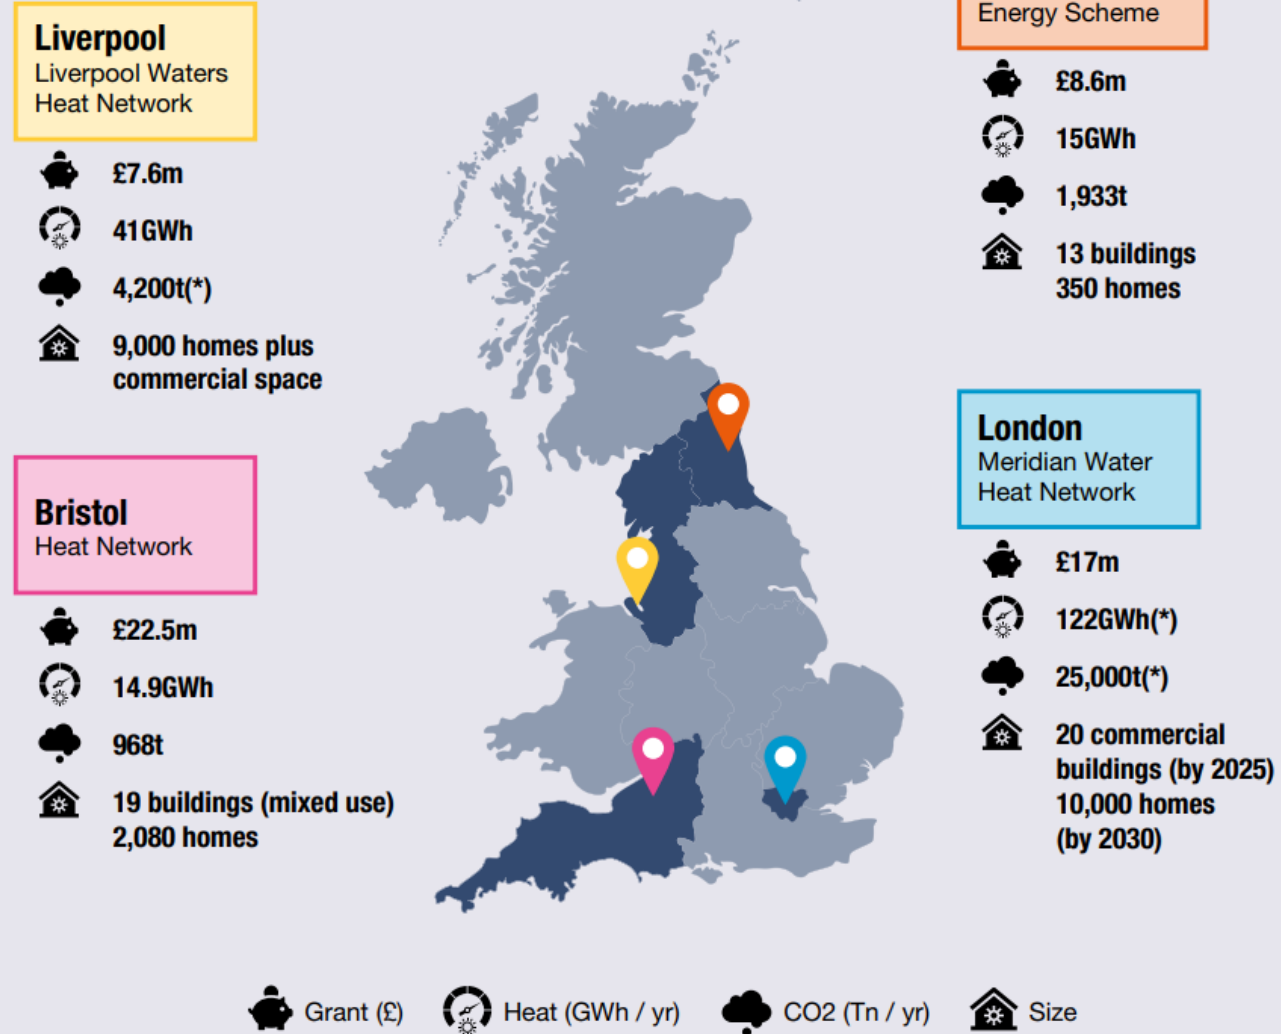 Liverpool
Liverpool Waters
Heat Network
£7.6m
41GWh
4,200t(*)
9,000 homes plus
commercial space
Bristol
Heat Network
£22.5m
14.9GWh
968t
19 buildings (mixed use)
2,080 homes
Energy Scheme
£8.6m
15GWh
1,933t
13 buildings
350 homes
London
Meridian Water
Heat Network
£17m
122GWh(*)
25,000t(*)
20 commercial
buildings (by 2025)
10,000 homes
(by 2030)
Grant (£)
Heat (GWh / yr)
CO2 (Tn / yr)
Size